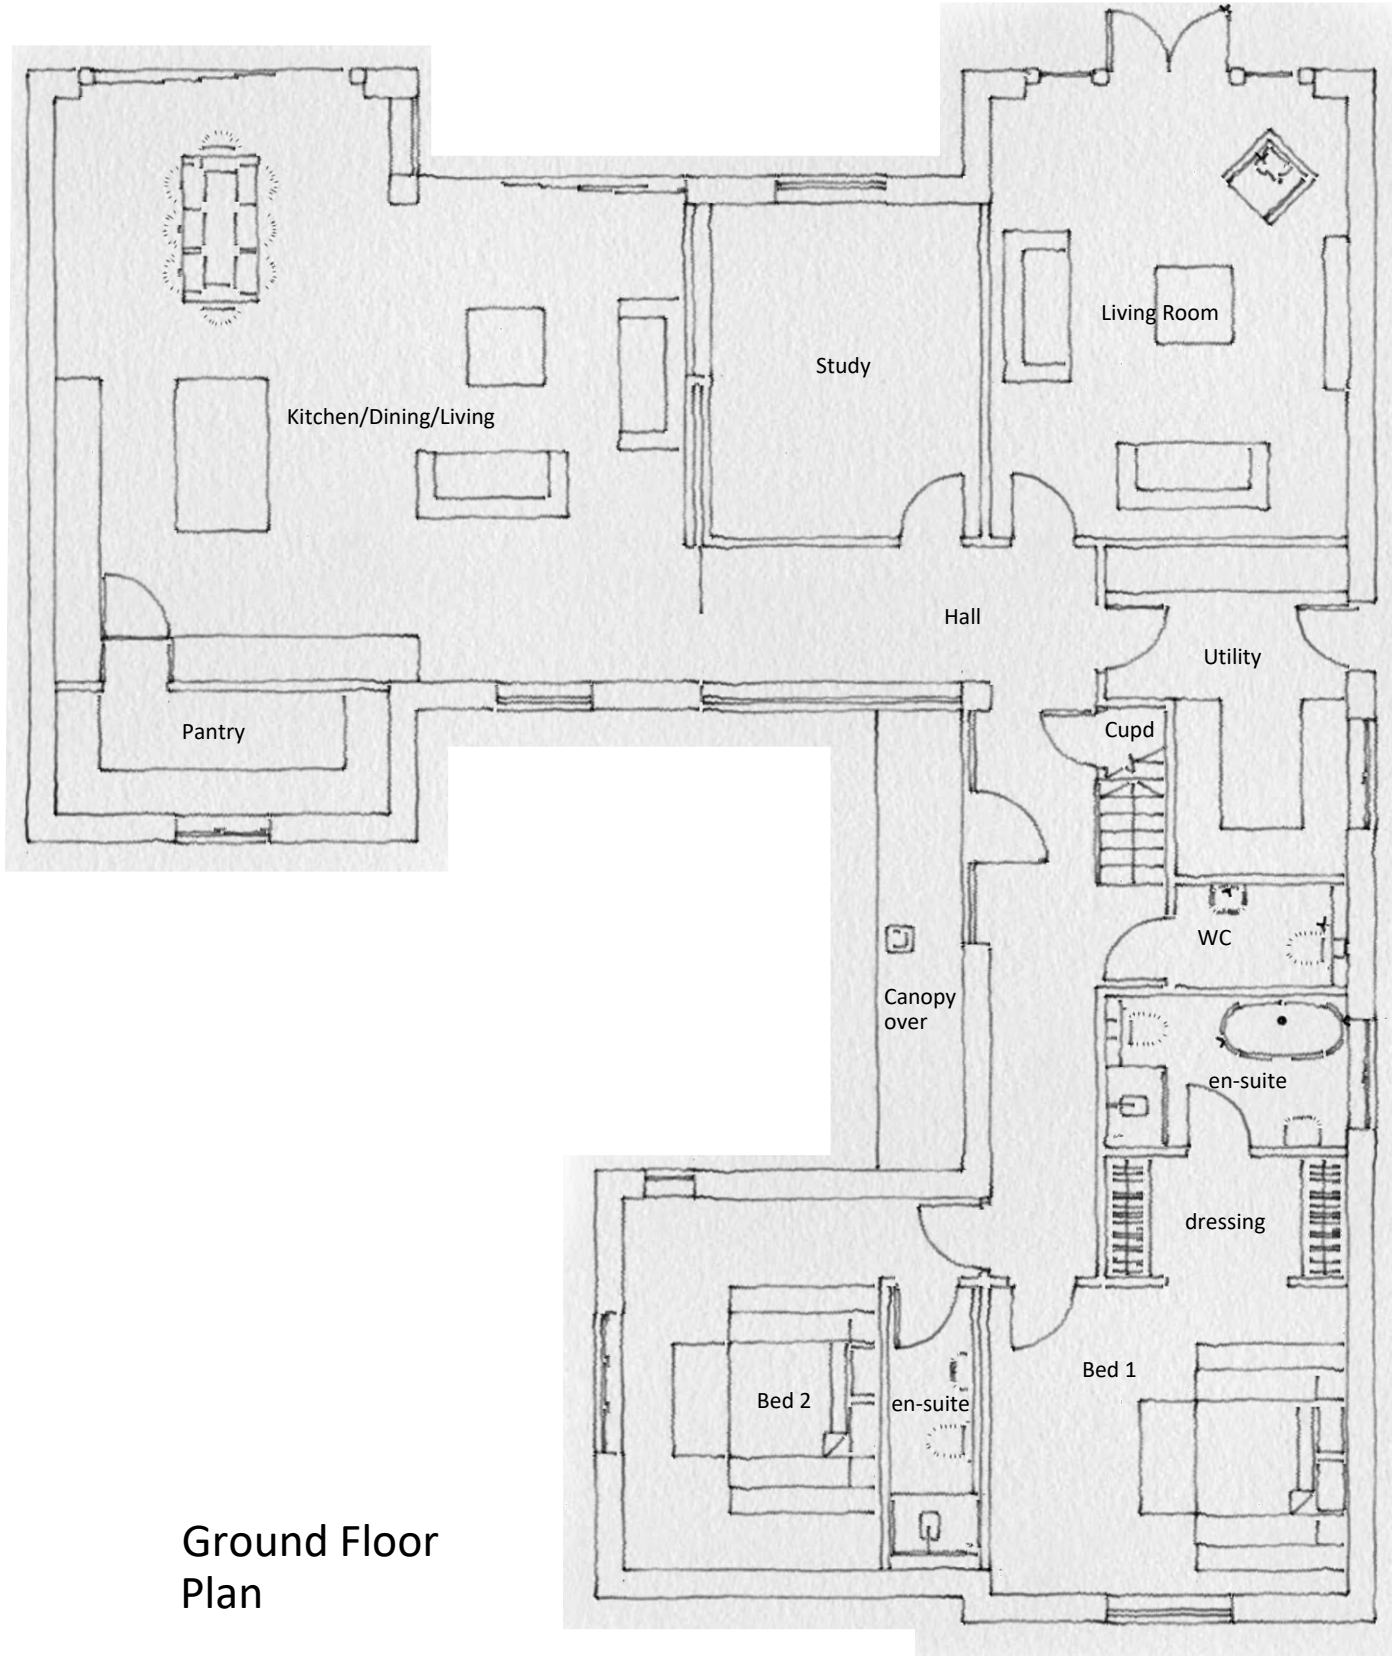 Living Room
Study
Kitchen/Dining/Living
Hall
Utility
Pantry
Cupd
WC
Canopy
over
en-suite
dressing
Bed 1
Bed 2
en-suite
Ground Floor
Plan